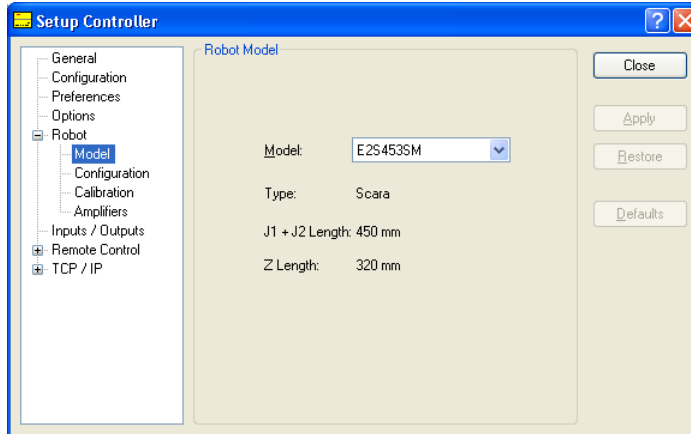 Setup Controller
General
Configuration
Preferences
Options
Robot
Model
Configuration
Calibration
Amplifiers
Inputs / Outputs
Remote Control
TCP / IP
Robot Model
Model: E2S453SM
Type: Scara
J1 + J2 Length: 450 mm
Z Length: 320 mm
Close
Apply
Restore
Defaults